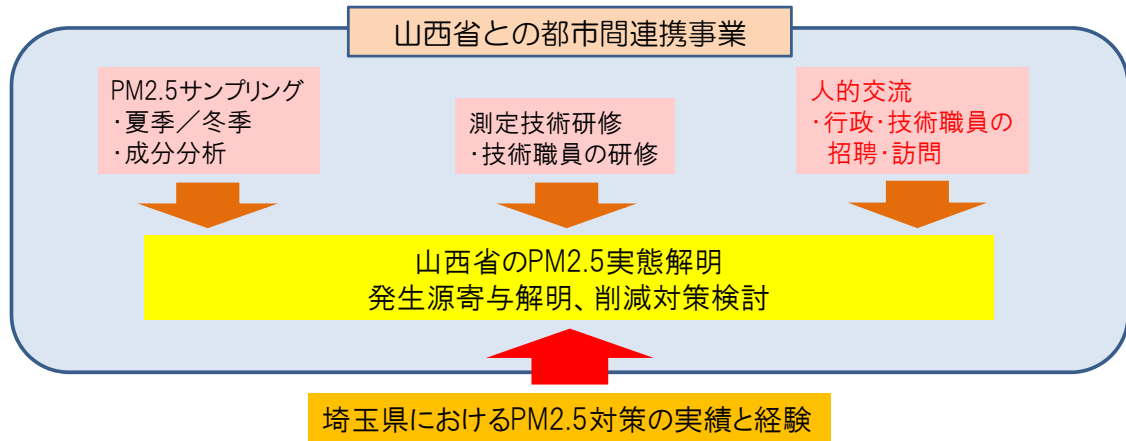 山西省との都市間連携事業
PM2.5サンプリング
・夏季／冬季
・成分分析
測定技術研修
・技術職員の研修
人的交流
・行政・技術職員の
招聘・訪問
山西省のPM2.5実態解明
発生源寄与解明、削減対策検討
埼玉県におけるPM2.5対策の実績と経験